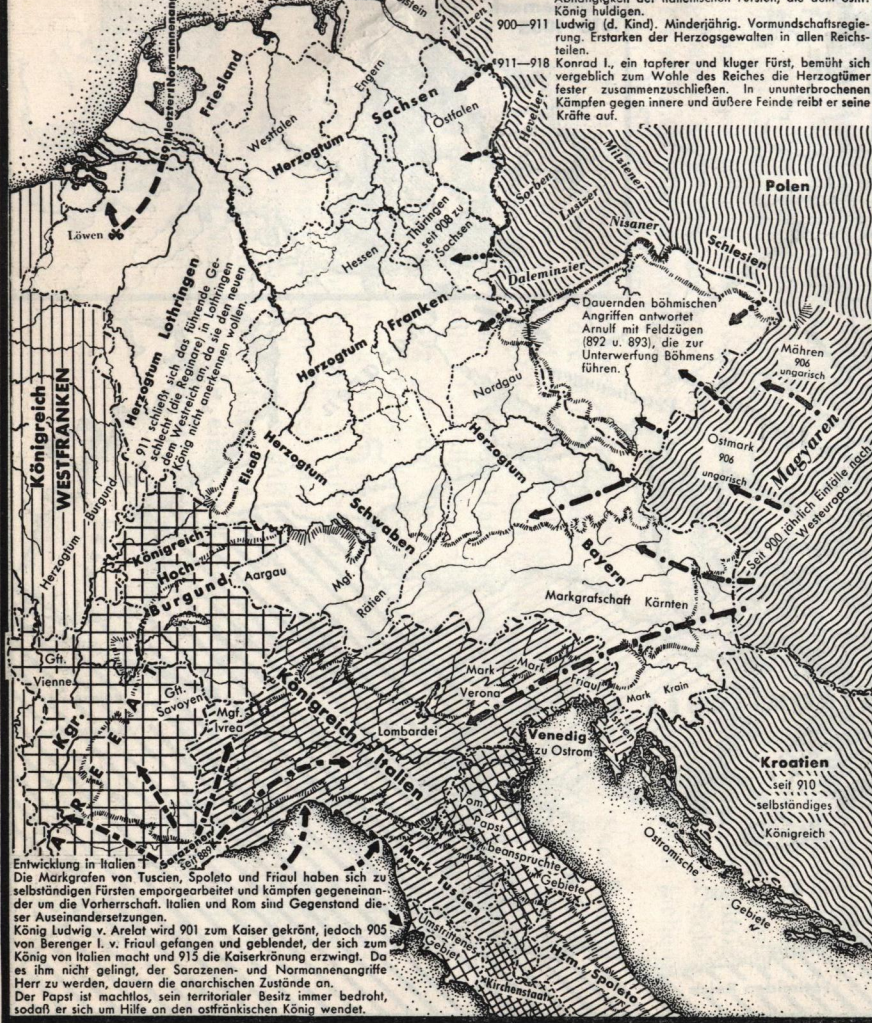 König huldigen.
900—911 Ludwig (d. Kind). Minderjährig. Vormundschaftsregie-
rung. Erstarken der Herzogsgewalten in allen Reichs-
teilen.
911—918 Konrad I., ein tapferer und kluger Fürst, bemüht sich
vergeblich zum Wohle des Reiches die Herzogtümer
fester zusammenzuschließen. In ununterbrochenen
Kämpfen gegen innere und äußere Feinde reibt er seine
Kräfte auf.
Wilzen
Friesland
Engern
Sachsen
Westfalen
Ostfalen
Herzogtum
Heveller
Milziener
Polen
Sorben
Lusizer
Nisaner
Schlesien
Daleminzier
Löwen
Thüringen
seit 908 zu
Sachsen
Hessen
Herzogtum Franken
Herzogtum Lothringen
911 schließt sich das führende Ge-
schlecht (die Reginare) in Lothringen
dem Westreich an, da sie den neuen
König nicht anerkennen wollen.
Dauernden böhmischen
Angriffen antwortet
Arnulf mit Feldzügen
(892 u. 893), die zur
Unterwerfung Böhmens
führen.
Mähren
906
ungarisch
Nordgau
Königreich
WESTFRANKEN
Ostmark
906
ungarisch
Magyaren
Seit 900 jährlich Einfälle nach
Westeuropa.
Elsaß
Herzogtum
Schwaben
Herzogtum
Bayern
Herzogtum Burgund
Königreich
Hoch-
Burgund
Aargau
Mgf.
Rätien
Markgrafschaft Kärnten
Gft.
Vienne
Gft.
Savoyen
Kgr.
ARELAT
Mgf.
Ivrea
Königreich
Italien
Lombardei
Mark
Verona
Mark
Friaul
Mark Krain
Istrien
Venedig
zu Ostrom
Kroatien
seit 910
selbständiges
Königreich
Oströmische
Gebiete
Sarazenen
seit 889
vom
Papst
beanspruchte
Gebiete
Mark Tuscien
Umstrittenes
Gebiet
Hzm. Spoleto
Kirchenstaat
Entwicklung in Italien
Die Markgrafen von Tuscien, Spoleto und Friaul haben sich zu
selbständigen Fürsten emporgearbeitet und kämpfen gegeneinan-
der um die Vorherrschaft. Italien und Rom sind Gegenstand die-
ser Auseinandersetzungen.
König Ludwig v. Arelat wird 901 zum Kaiser gekrönt, jedoch 905
von Berenger I. v. Friaul gefangen und geblendet, der sich zum
König von Italien macht und 915 die Kaiserkrönung erzwingt. Da
es ihm nicht gelingt, der Sarazenen- und Normannenangriffe
Herr zu werden, dauern die anarchischen Zustände an.
Der Papst ist machtlos, sein territorialer Besitz immer bedroht,
sodaß er sich um Hilfe an den ostfränkischen König wendet.